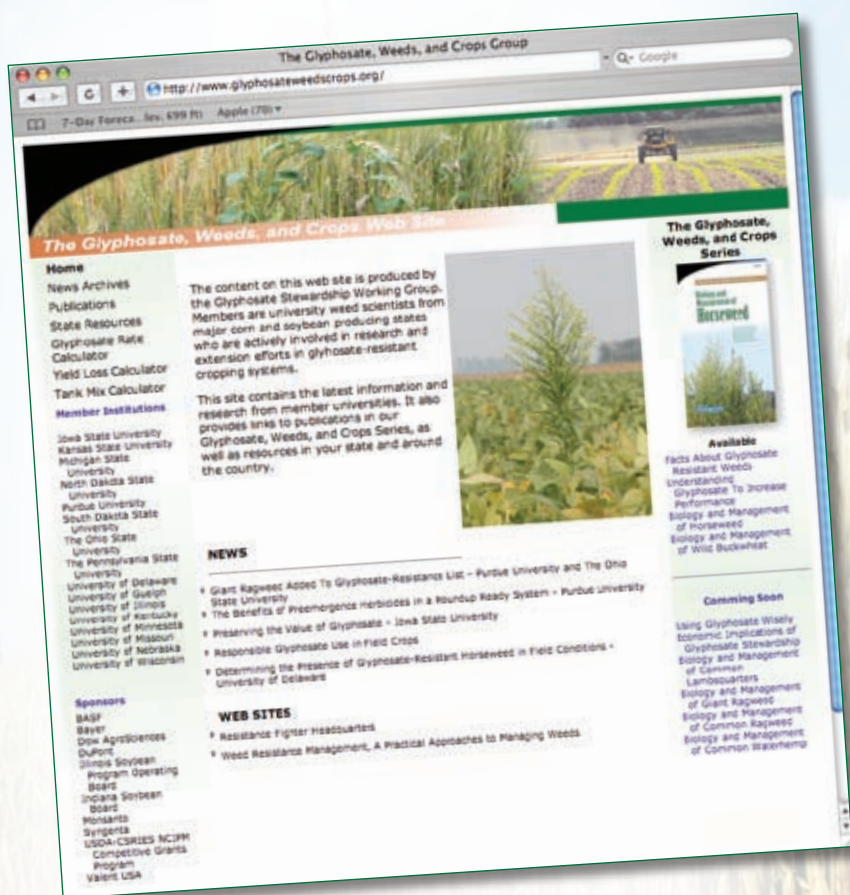 The Glyphosate, Weeds, and Crops Group
http://www.glyphosateweedscrops.org/
Google
7-Day Foreca...lev. 699 ft) Apple (70)
The Glyphosate, Weeds, and Crops Web Site
Home
News Archives
Publications
State Resources
Glyphosate Rate
Calculator
Yield Loss Calculator
Tank Mix Calculator
Member Institutions
Iowa State University
Kansas State University
Michigan State
University
North Dakota State
University
Purdue University
South Dakota State
University
The Ohio State
University
The Pennsylvania State
University
University of Delaware
University of Guelph
University of Illinois
University of Kentucky
University of Minnesota
University of Missouri
University of Nebraska
University of Wisconsin
Sponsors
BASF
Bayer
Dow AgroSciences
DuPont
Illinois Soybean
Program Operating
Board
Indiana Soybean
Board
Monsanto
Syngenta
USDA-CSRIES NCIPM
Competitive Grants
Program
Valent USA
The content on this web site is produced by
the Glyphosate Stewardship Working Group.
Members are university weed scientists from
major corn and soybean producing states
who are actively involved in research and
extension efforts in glyhosate-resistant
cropping systems.
This site contains the latest information and
research from member universities. It also
provides links to publications in our
Glyphosate, Weeds, and Crops Series, as
well as resources in your state and around
the country.
NEWS
Giant Ragweed Added To Glyphosate-Resistance List - Purdue University and The Ohio
State University
The Benefits of Preemergence Herbicides in a Roundup Ready System - Purdue University
Preserving the Value of Glyphosate - Iowa State University
Responsible Glyphosate Use in Field Crops
Determining the Presence of Glyphosate-Resistant Horseweed in Field Conditions -
University of Delaware
WEB SITES
Resistance Fighter Headquarters
Weed Resistance Management, A Practical Approaches to Managing Weeds
The Glyphosate,
Weeds, and Crops
Series
Biology and
Management of
Horseweed
Available
Facts About Glyphosate
Resistant Weeds
Understanding
Glyphosate To Increase
Performance
Biology and Management
of Horseweed
Biology and Management
of Wild Buckwheat
Comming Soon
Using Glyphosate Wisely
Economic Implications of
Glyphosate Stewardship
Biology and Management
of Common
Lambsquarters
Biology and Management
of Giant Ragweed
Biology and Management
of Common Ragweed
Biology and Management
of Common Waterhemp